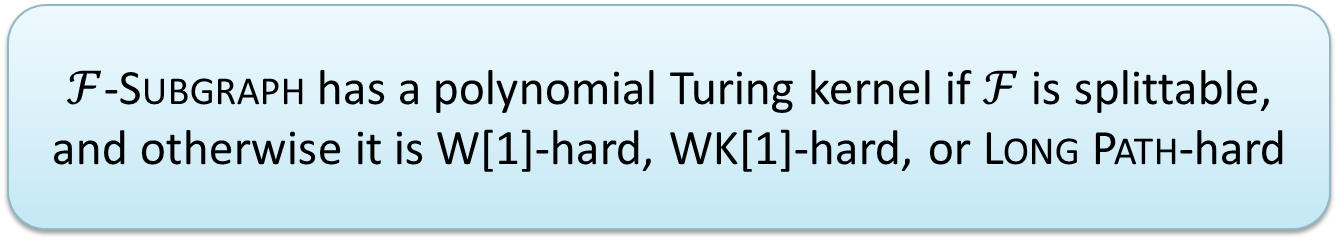 ℱ-SUBGRAPH has a polynomial Turing kernel if ℱ is splittable,
and otherwise it is W[1]-hard, WK[1]-hard, or LONG PATH-hard